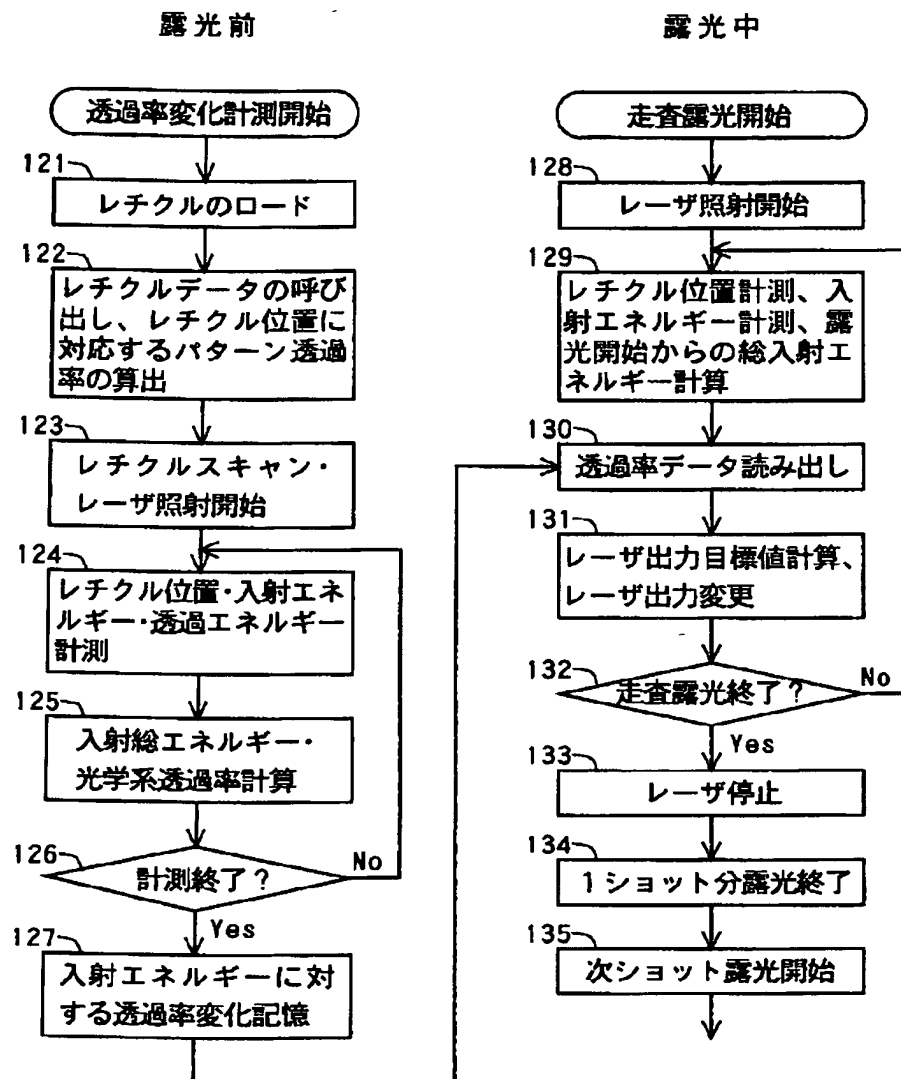 露光前
透過率変化計測開始
121
レチクルのロード
122
レチクルデータの呼び
出し、レチクル位置に
対応するパターン透過
率の算出
123
レチクルスキャン・
レーザ照射開始
124
レチクル位置・入射エネ
ルギー・透過エネルギー
計測
125
入射総エネルギー・
光学系透過率計算
126
計測終了?
No
Yes
127
入射エネルギーに対
する透過率変化記憶
露光中
走査露光開始
128
レーザ照射開始
129
レチクル位置計測、入
射エネルギー計測、露
光開始からの総入射エ
ネルギー計算
130
透過率データ読み出し
131
レーザ出力目標値計算、
レーザ出力変更
132
走査露光終了?
No
Yes
133
レーザ停止
134
1ショット分露光終了
135
次ショット露光開始